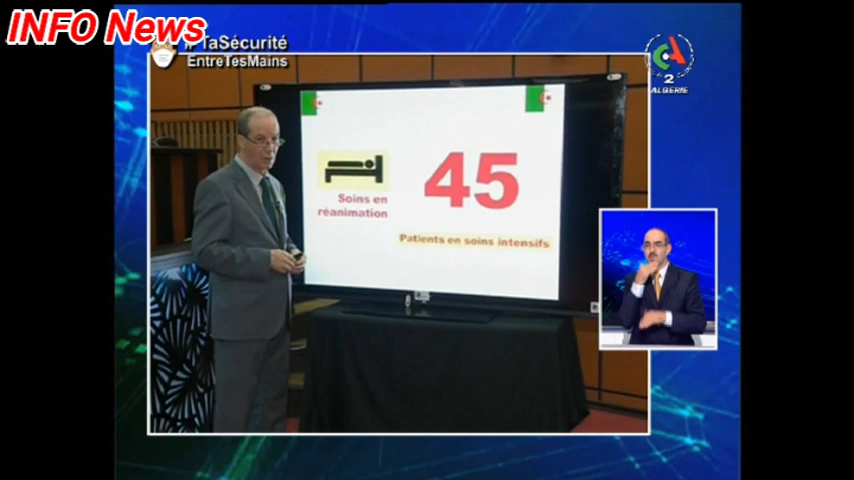 INFO News
#TaSécurité
EntreTesMains
2
ALGERIE
45
Soins en
réanimation
Patients en soins intensifs